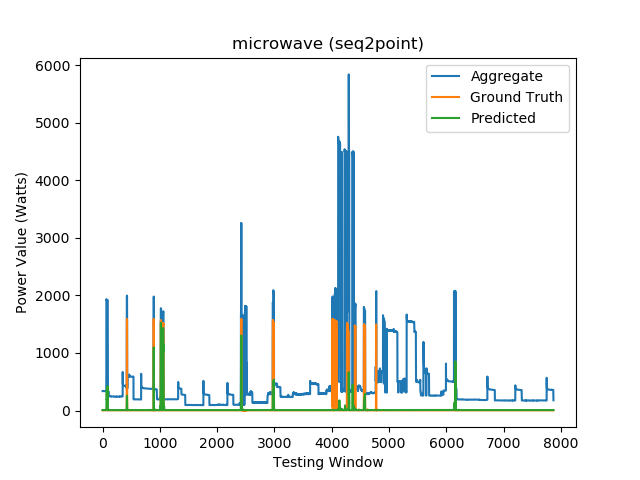 microwave (seq2point)
6000
5000
4000
3000
2000
1000
0
Power Value (Watts)
Aggregate
Ground Truth
Predicted
0 1000 2000 3000 4000 5000 6000 7000 8000
Testing Window